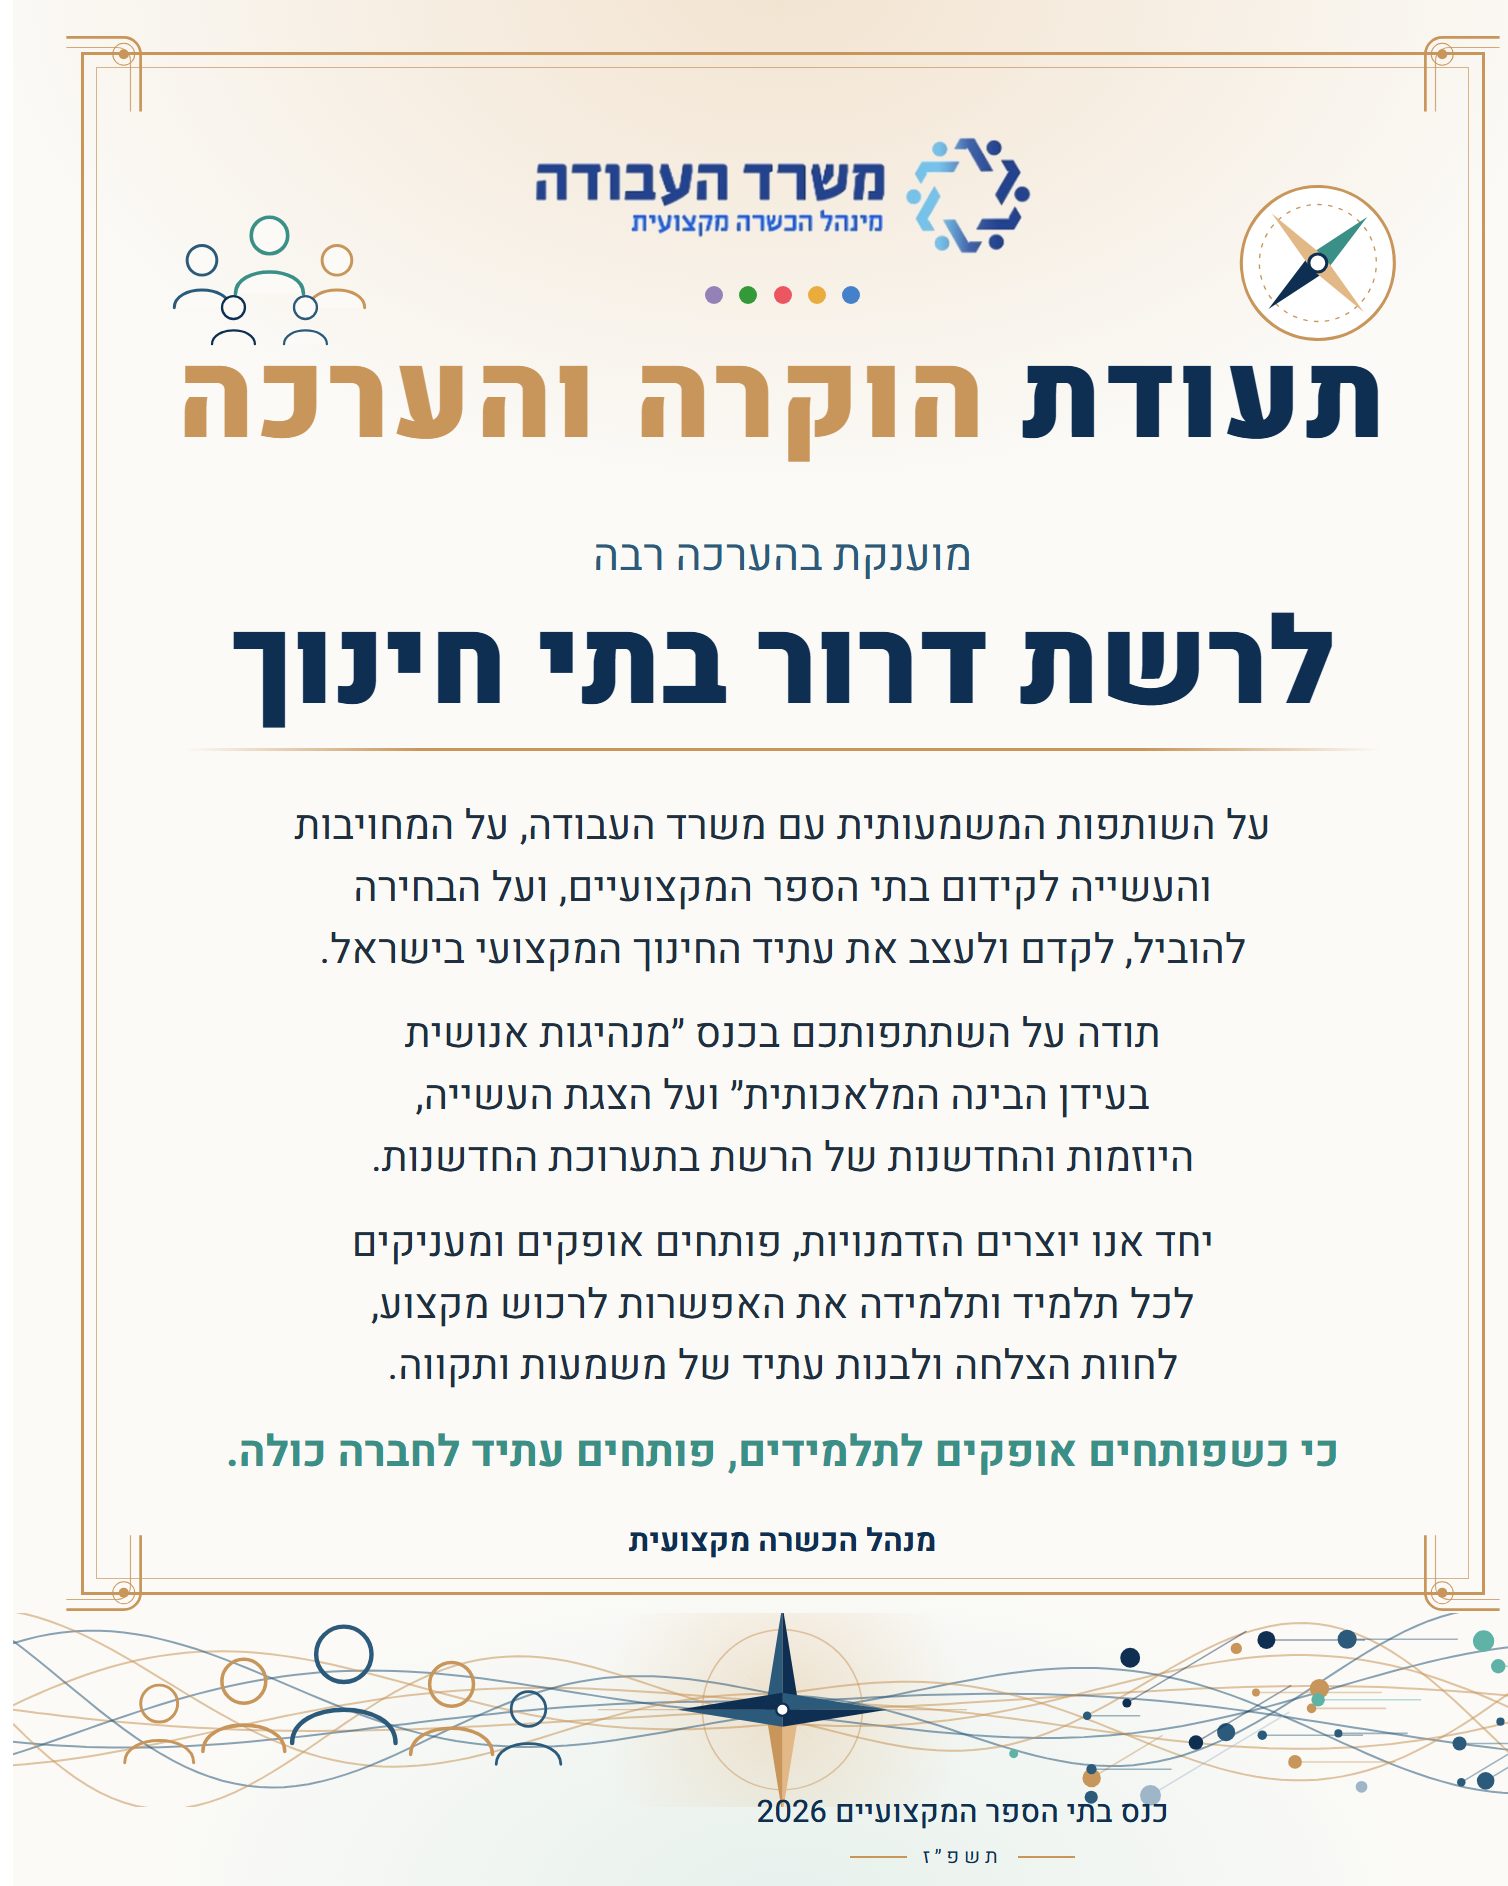 משרד העבודה
מינהל הכשרה מקצועית
תעודת הוקרה והערכה
מוענקת בהערכה רבה
לרשת דרור בתי חינוך
על השותפות המשמעותית עם משרד העבודה, על המחויבות
והעשייה לקידום בתי הספר המקצועיים, ועל הבחירה
להוביל, לקדם ולעצב את עתיד החינוך המקצועי בישראל.
תודה על השתתפותכם בכנס ״מנהיגות אנושית
בעידן הבינה המלאכותית״ ועל הצגת העשייה,
היוזמות והחדשנות של הרשת בתערוכת החדשנות.
יחד אנו יוצרים הזדמנויות, פותחים אופקים ומעניקים
לכל תלמיד ותלמידה את האפשרות לרכוש מקצוע,
לחוות הצלחה ולבנות עתיד של משמעות ותקווה.
כי כשפותחים אופקים לתלמידים, פותחים עתיד לחברה כולה.
מנהל הכשרה מקצועית
כנס בתי הספר המקצועיים 2026
תשפ״ז